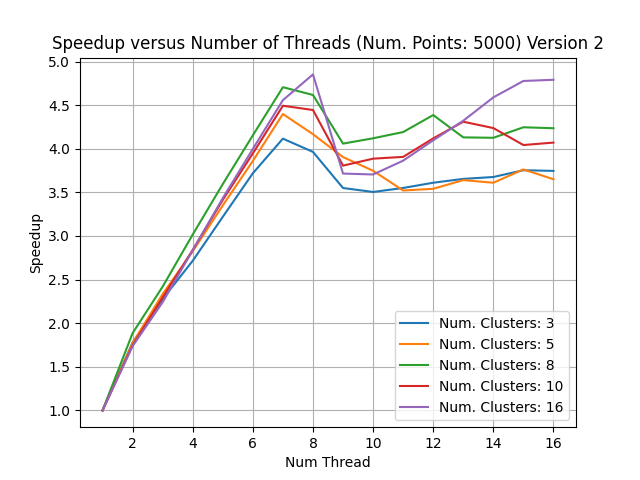 Speedup versus Number of Threads (Num. Points: 5000) Version 2
5.0
4.5
4.0
3.5
3.0
2.5
2.0
1.5
1.0
Speedup
Num. Clusters: 3
Num. Clusters: 5
Num. Clusters: 8
Num. Clusters: 10
Num. Clusters: 16
2 4 6 8 10 12 14 16
Num Thread